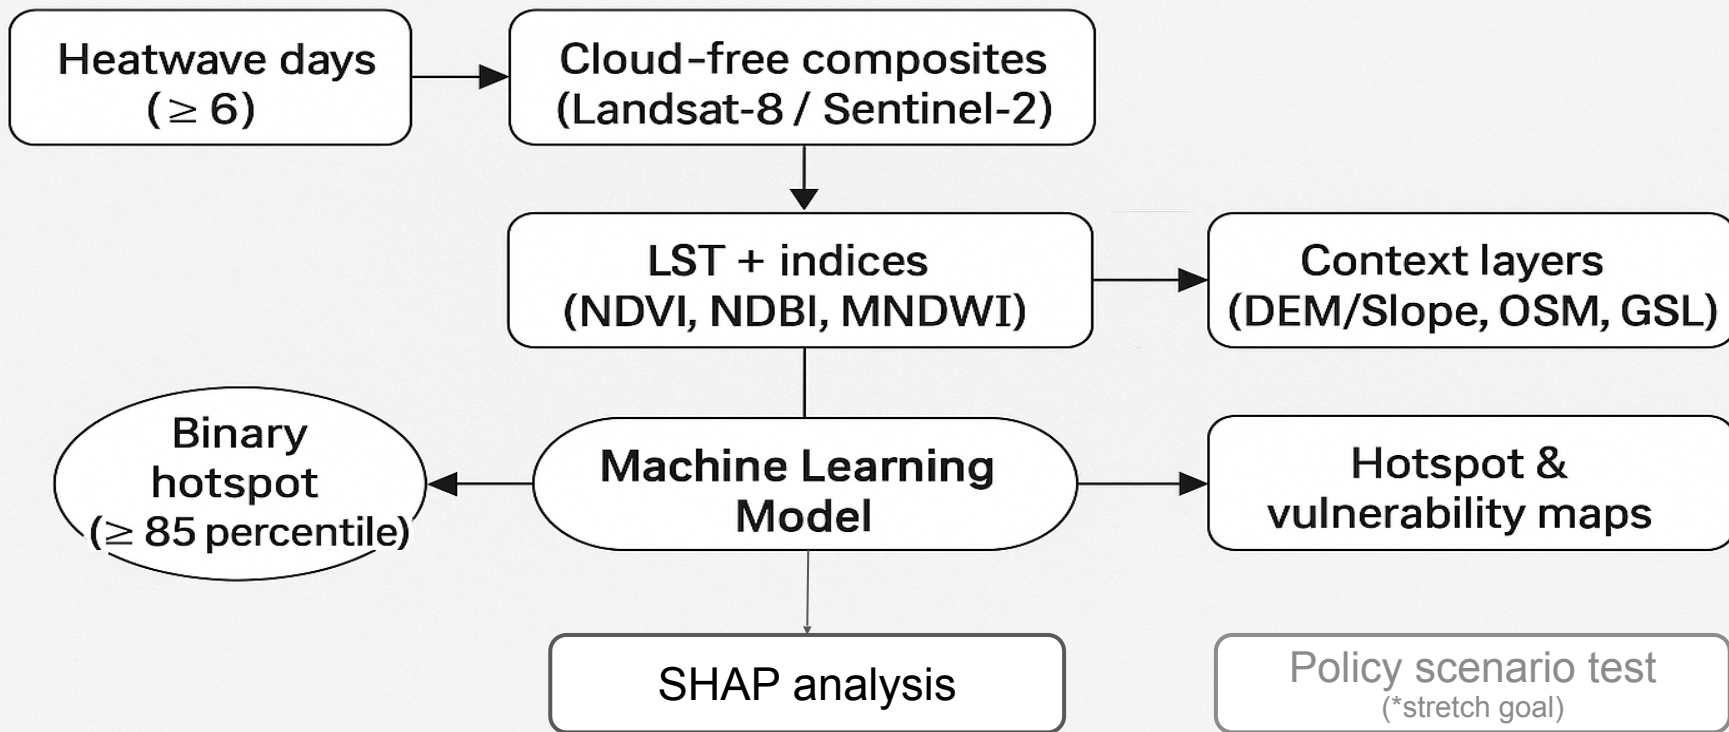 Heatwave days
(≥ 6)
Cloud-free composites
(Landsat-8 / Sentinel-2)
LST + indices
(NDVI, NDBI, MNDWI)
Context layers
(DEM/Slope, OSM, GSL)
Binary
hotspot
(≥ 85 percentile)
Machine Learning
Model
Hotspot &
vulnerability maps
SHAP analysis
Policy scenario test
(*stretch goal)